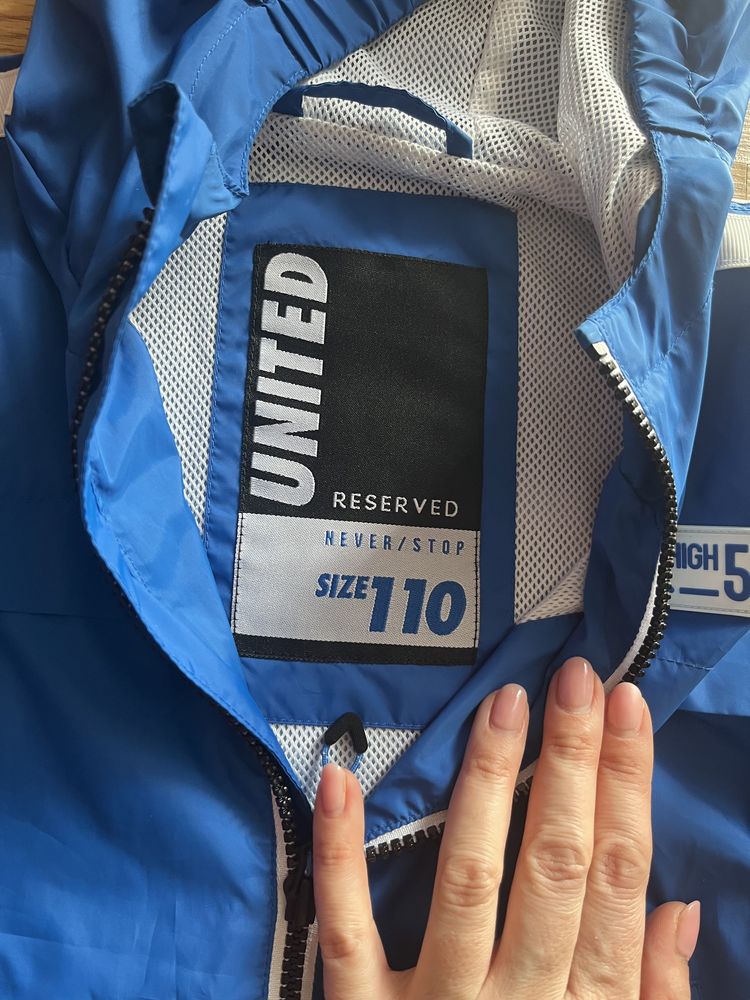 UNITED
RESERVED
NEVER/STOP
SIZE 110
HIGH
5